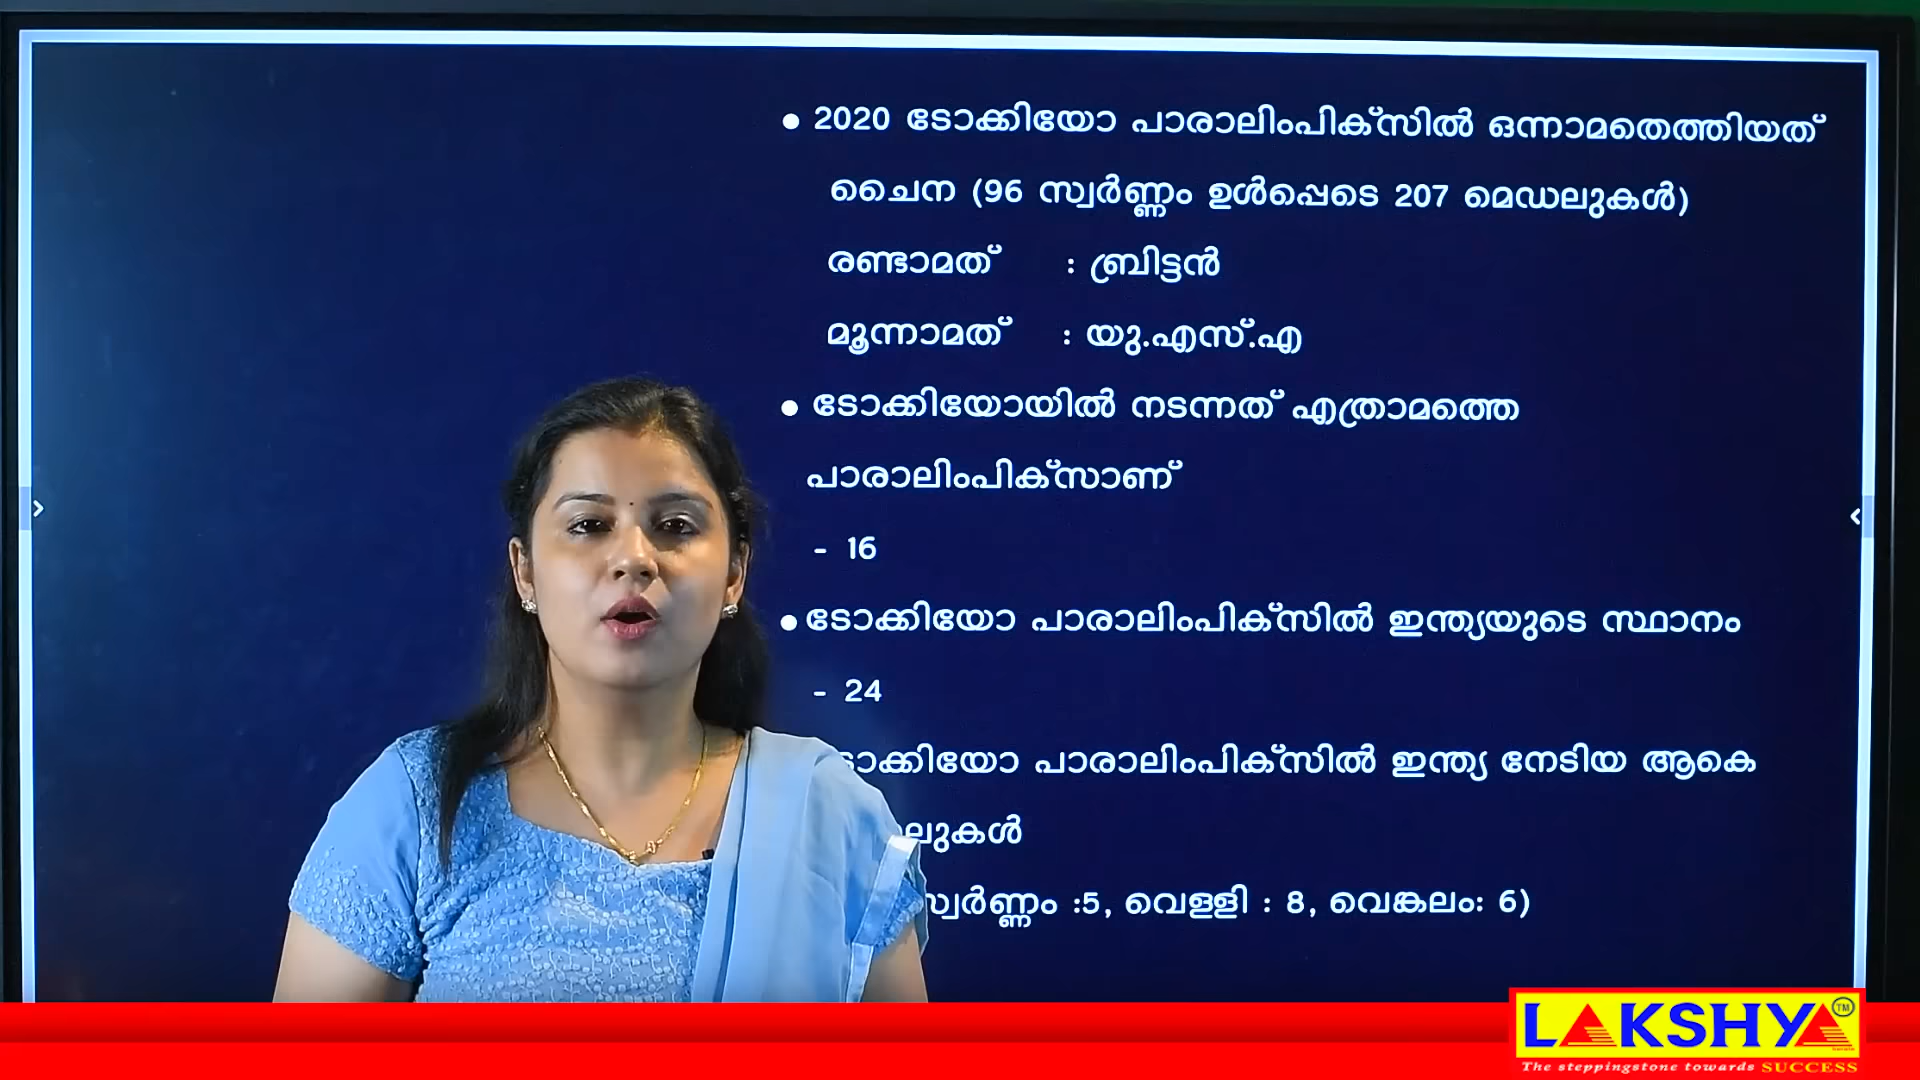 • 2020 ടോക്കിയോ പാരാലിംപിക്സിൽ ഒന്നാമതെത്തിയത്
ചൈന (96 സ്വർണ്ണം ഉൾപ്പെടെ 207 മെഡലുകൾ)
രണ്ടാമത് : ബ്രിട്ടൻ
മൂന്നാമത് : യു.എസ്.എ
• ടോക്കിയോയിൽ നടന്നത് എത്രാമത്തെ
പാരാലിംപിക്സാണ്
- 16
• ടോക്കിയോ പാരാലിംപിക്സിൽ ഇന്ത്യയുടെ സ്ഥാനം
- 24
പാരാലിംപിക്സിൽ ഇന്ത്യ നേടിയ ആകെ
സ്വർണ്ണം :5, വെള്ളി : 8, വെങ്കലം: 6)
LAKSHYA TM
The steppingstone towards SUCCESS